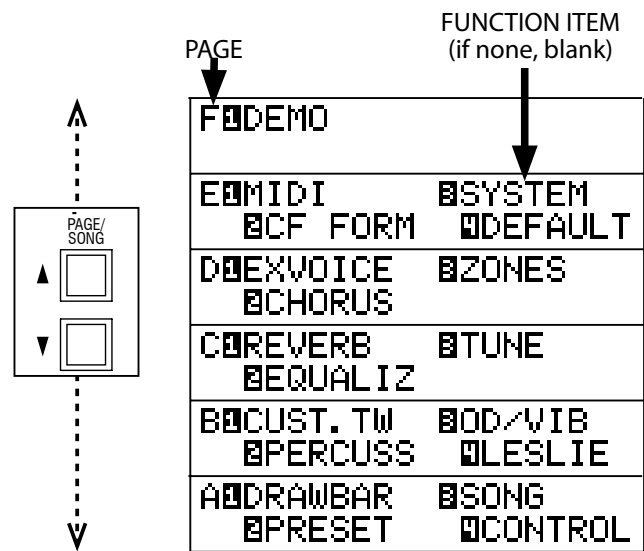 FUNCTION ITEM
(if none, blank)
PAGE
PAGE/
SONG
▲
▼
F1DEMO
E1MIDI 3SYSTEM
2CF FORM 4DEFAULT
D1EXVOICE 3ZONES
2CHORUS
C1REVERB 3TUNE
2EQUALIZ
B1CUST.TW 3OD/VIB
2PERCUSS 4LESLIE
A1DRAWBAR 3SONG
2PRESET 4CONTROL